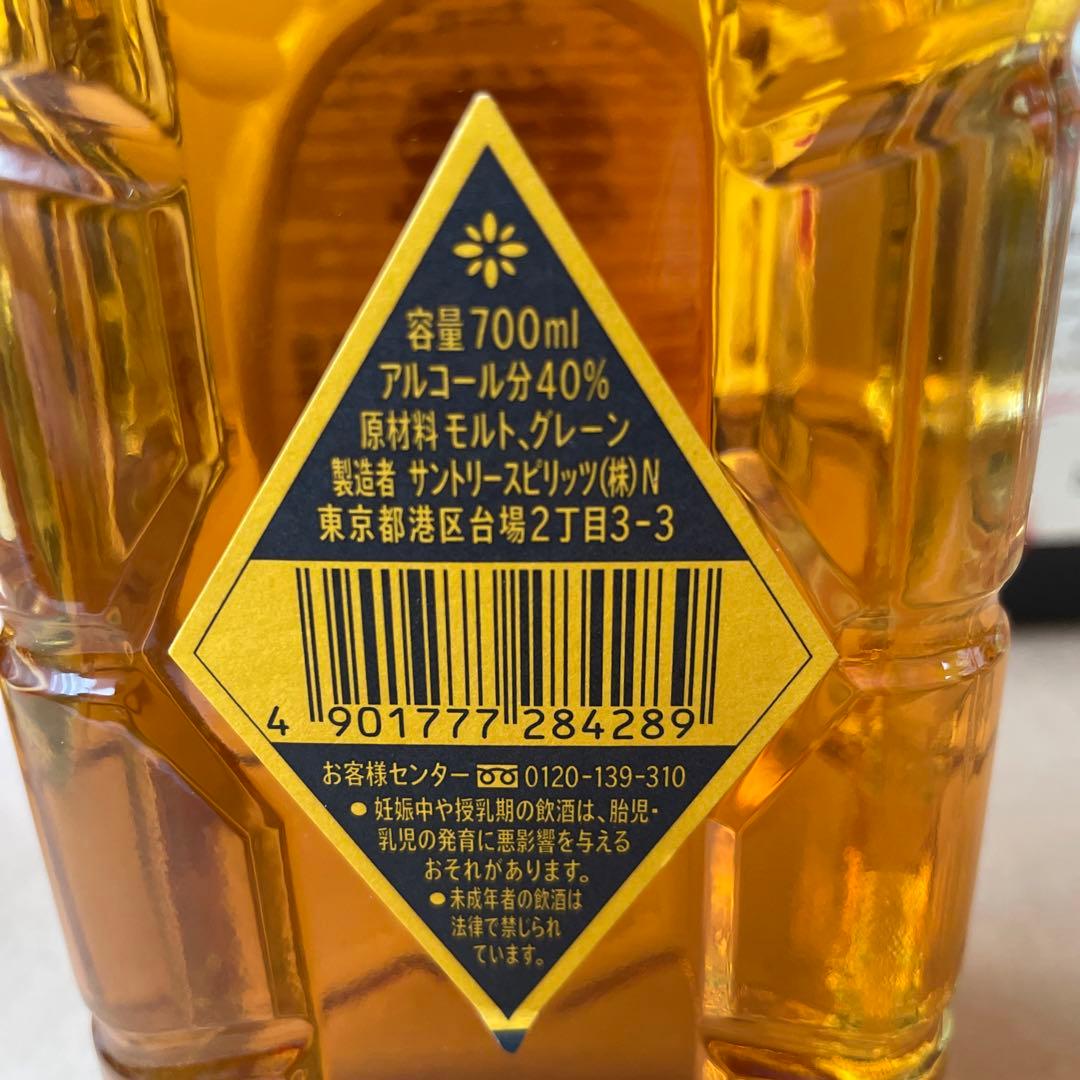 容量 700ml
アルコール分40%
原材料 モルト、グレーン
製造者 サントリースピリッツ(株)N
東京都港区台場2丁目3-3
4 901777 284289
お客様センター 0120-139-310
● 妊娠中や授乳期の飲酒は、胎児・
乳児の発育に悪影響を与える
おそれがあります。
● 未成年者の飲酒は
法律で禁じられ
ています。